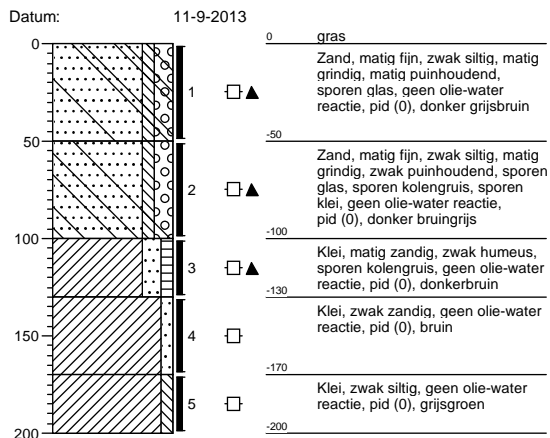 Datum: 11-9-2013
0
50
100
150
200
1
2
3
4
5
0
gras
Zand, matig fijn, zwak siltig, matig
grindig, matig puinhoudend,
sporen glas, geen olie-water
reactie, pid (0), donker grijsbruin
-50
Zand, matig fijn, zwak siltig, matig
grindig, zwak puinhoudend, sporen
glas, sporen kolengruis, sporen
klei, geen olie-water reactie,
pid (0), donker bruingrijs
-100
Klei, matig zandig, zwak humeus,
sporen kolengruis, geen olie-water
reactie, pid (0), donkerbruin
-130
Klei, zwak zandig, geen olie-water
reactie, pid (0), bruin
-170
Klei, zwak siltig, geen olie-water
reactie, pid (0), grijsgroen
-200